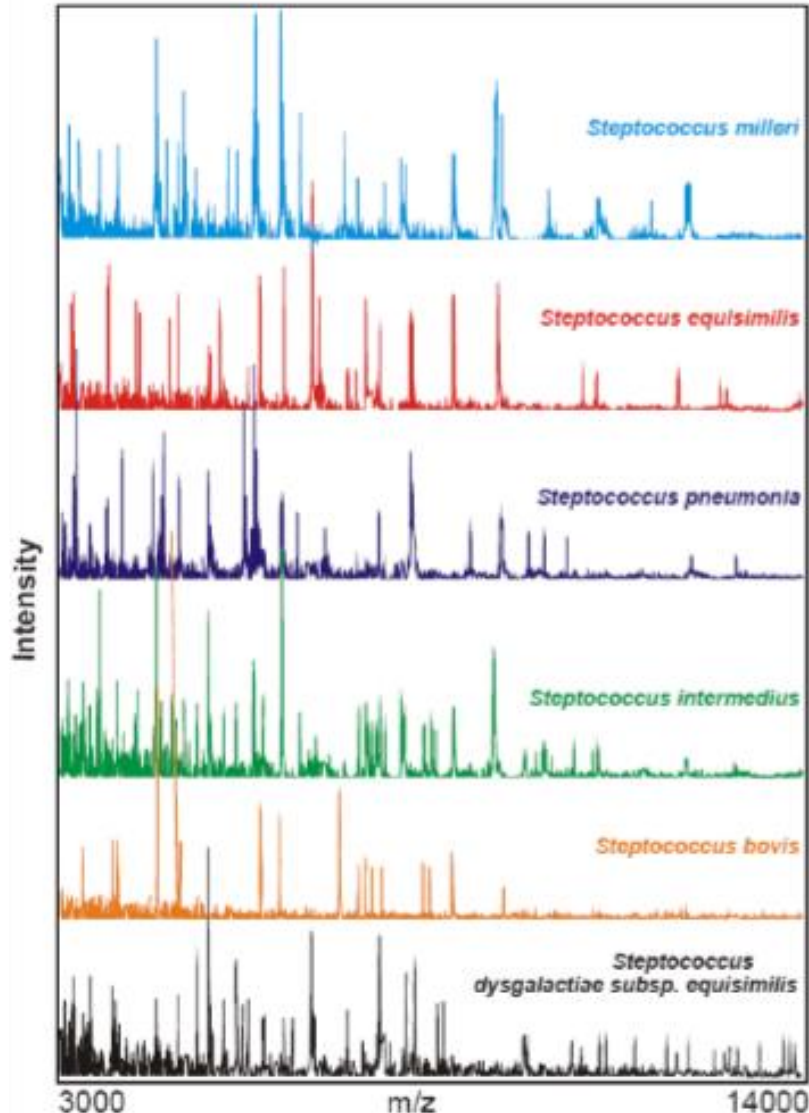 Steptococcus milleri
Steptococcus equisimilis
Steptococcus pneumonia
Intensity
Steptococcus intermedius
Steptococcus bovis
Steptococcus
dysgalactiae subsp. equisimilis
3000 m/z 14000